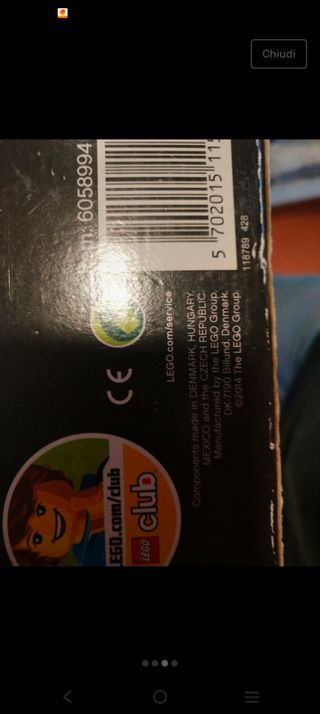 Chiudi
6058994
5 702015 11
118789 428
LEGO.com/service
Components made in DENMARK, HUNGARY,
MEXICO and the CZECH REPUBLIC.
Manufactured by the LEGO Group.
DK-7190 Billund, Denmark.
©2014 The LEGO Group.
CE
LEGO.com/club
LEGO
club